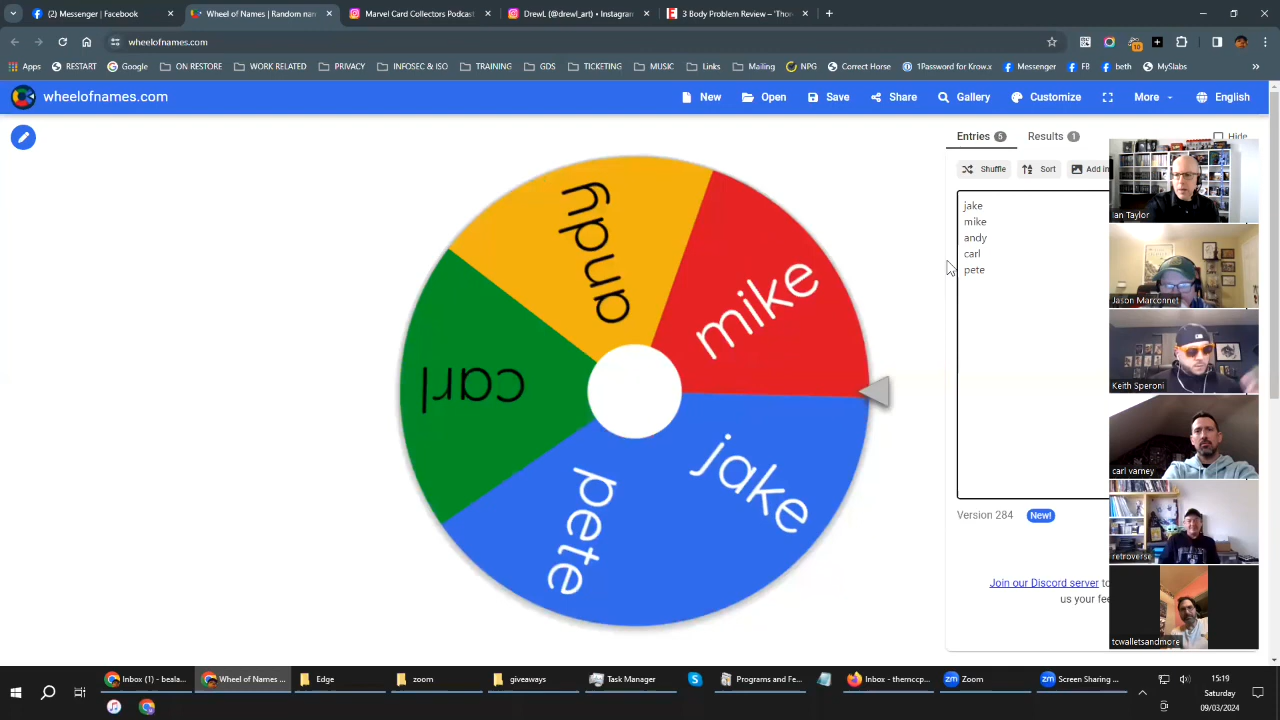 (2) Messenger | Facebook
Wheel of Names | Random nam
Marvel Card Collectors Podcast
DrewL (@drewl_art) • Instagram
3 Body Problem Review – 'Thor
wheelofnames.com
Apps
RESTART
Google
ON RESTORE
WORK RELATED
PRIVACY
INFOSEC & ISO
TRAINING
GDS
TICKETING
MUSIC
Links
Mailing
NPG
Correct Horse
1Password for Krow.x
Messenger
FB
beth
MySlabs
wheelofnames.com
New
Open
Save
Share
Gallery
Customize
More
English
Entries 5
Results 1
Hide
Shuffle
Sort
Add im
jake
mike
andy
carl
pete
andy
mike
carl
jake
pete
Version 284
New!
Join our Discord server to
us your fee
Ian Taylor
Jason Marconnet
Keith Speroni
carl varney
retroverse
tcwalletsandmore
Inbox (1) - beala...
Wheel of Names ...
Edge
zoom
giveaways
Task Manager
Programs and Fe...
Inbox - themccp...
Zoom
Screen Sharing ...
15:19
Saturday
09/03/2024